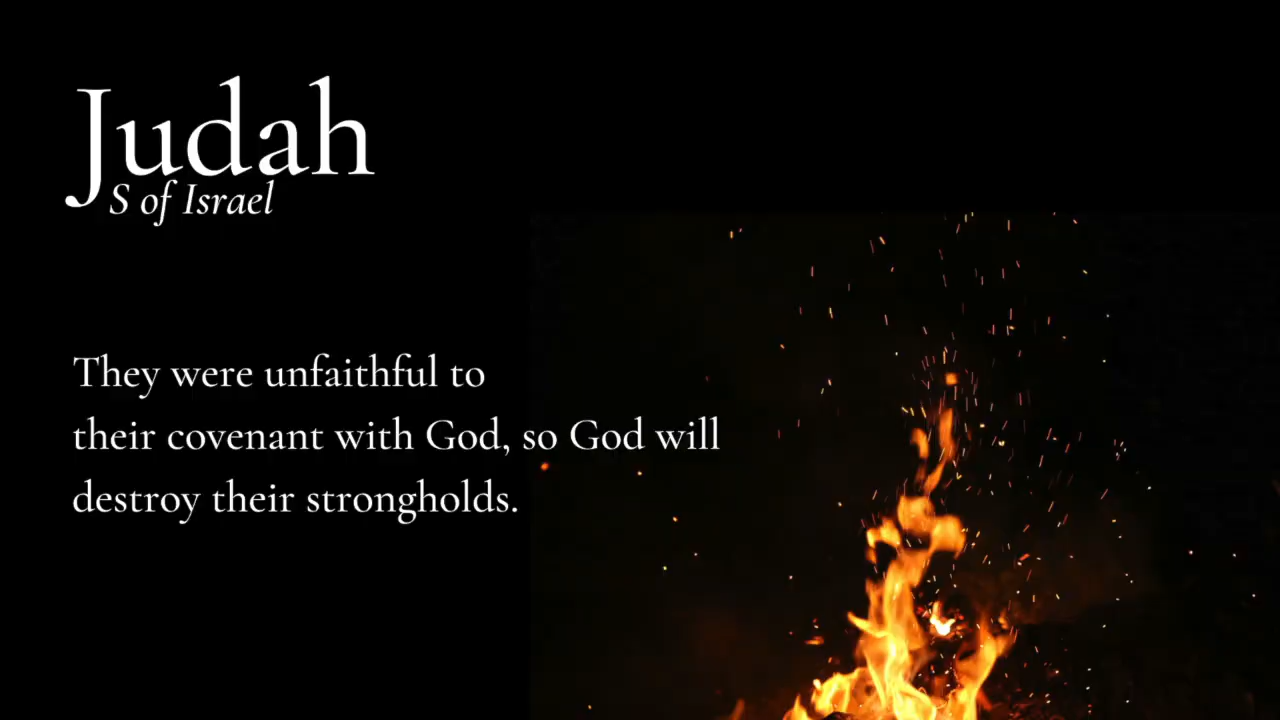 Judah
S of Israel
They were unfaithful to
their covenant with God, so God will
destroy their strongholds.